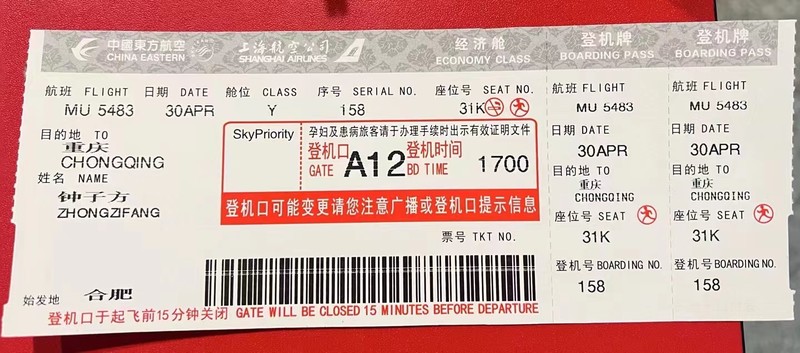 中國東方航空 CHINA EASTERN
上海航空公司 SHANGHAI AIRLINES
经济舱 ECONOMY CLASS
航班 FLIGHT 日期 DATE 舱位 CLASS 序号 SERIAL NO. 座位号 SEAT NO.
MU 5483 30APR Y 158 31K
目的地 TO
重庆
CHONGQING
姓名 NAME
钟子方
ZHONGZIFANG
SkyPriority
孕妇及患病旅客请于办理手续时出示有效证明文件
登机口 GATE A12 登机时间 BD TIME 1700
登机口可能变更请您注意广播或登机口提示信息
票号 TKT NO.
始发地 合肥
登机口于起飞前15分钟关闭 GATE WILL BE CLOSED 15 MINUTES BEFORE DEPARTURE
登机牌
BOARDING PASS
航班 FLIGHT
MU 5483
日期 DATE
30APR
目的地 TO
重庆
CHONGQING
座位号 SEAT
31K
登机号 BOARDING NO.
158
登机牌
BOARDING PASS
航班 FLIGHT
MU 5483
日期 DATE
30APR
目的地 TO
重庆
CHONGQING
座位号 SEAT
31K
登机号 BOARDING NO.
158